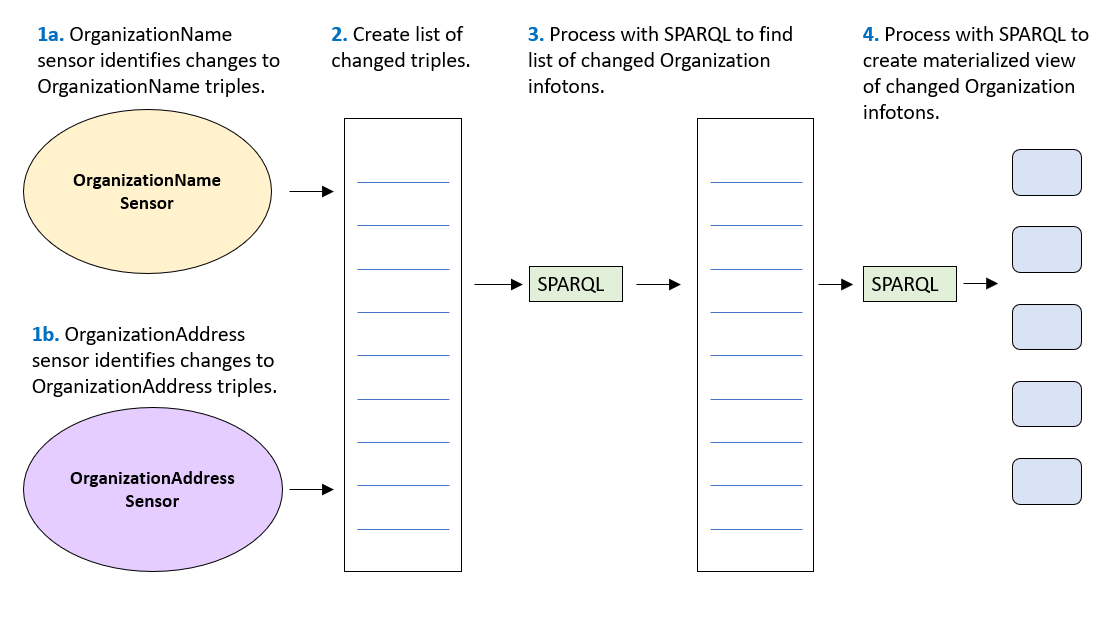 1a. OrganizationName
sensor identifies changes to
OrganizationName triples.
OrganizationName
Sensor
1b. OrganizationAddress
sensor identifies changes to
OrganizationAddress triples.
OrganizationAddress
Sensor
2. Create list of
changed triples.
3. Process with SPARQL to find
list of changed Organization
infotons.
SPARQL
4. Process with SPARQL to
create materialized view
of changed Organization
infotons.
SPARQL